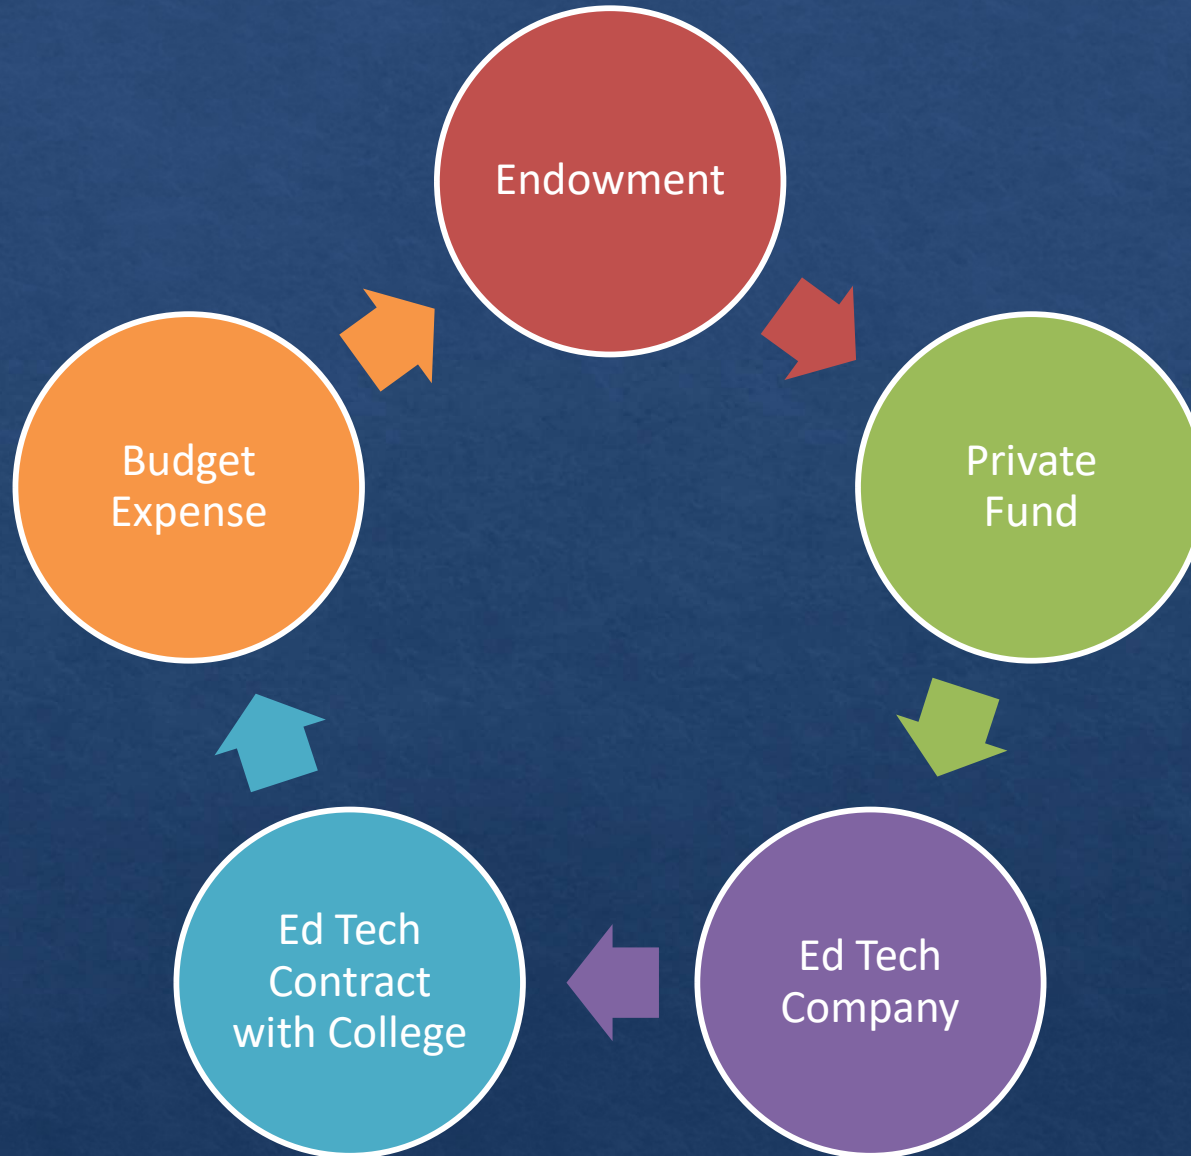 Endowment
Private
Fund
Ed Tech
Company
Ed Tech
Contract
with College
Budget
Expense